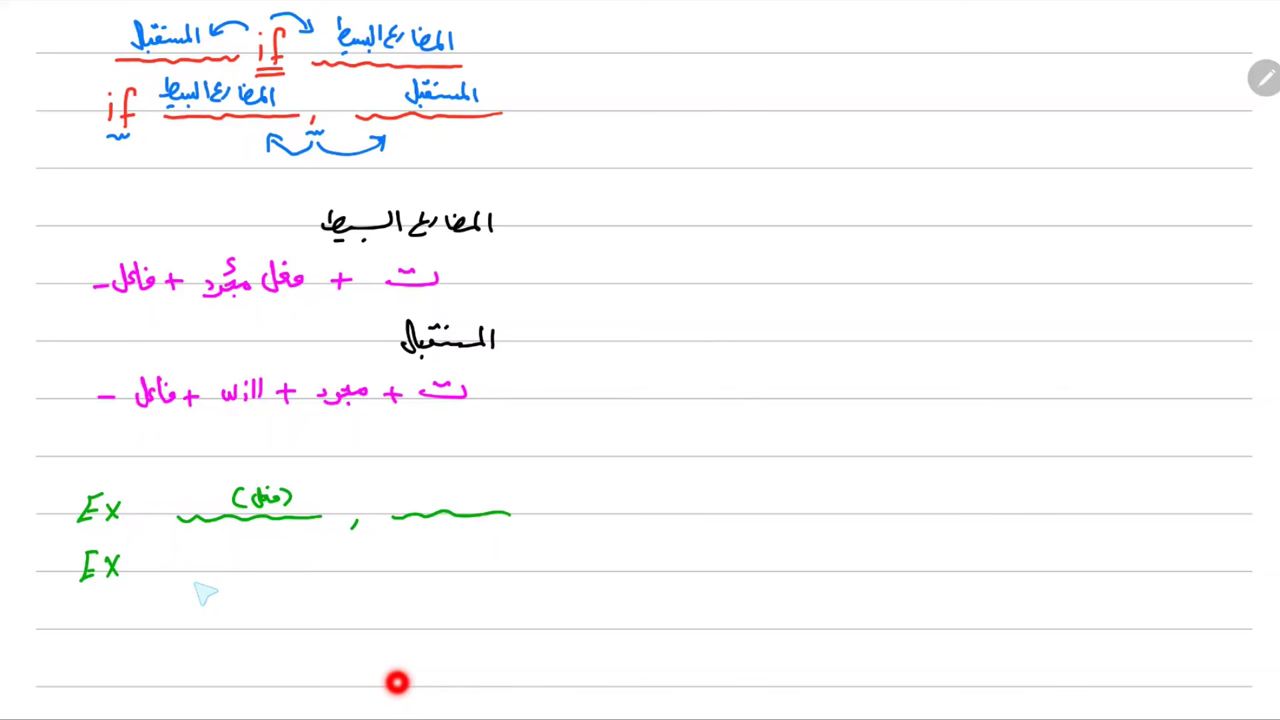 المستقبل if المضارع البسيط
if المضارع البسيط , المستقبل
المضارع البسيط
- فاعل + فعل مجرد + ت
المستقبل
- فاعل + will + مجرد + ت
Ex (فعل) ,
Ex